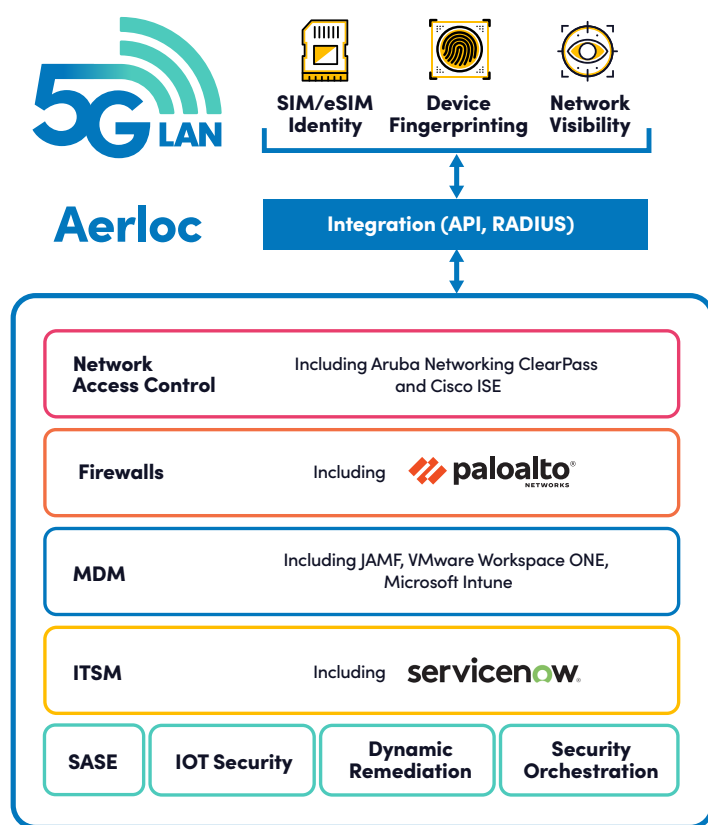 5G LAN
SIM/eSIM
Identity
Device
Fingerprinting
Network
Visibility
Aerloc
Integration (API, RADIUS)
Network
Access Control
Including Aruba Networking ClearPass
and Cisco ISE
Firewalls
Including
paloalto®
NETWORKS
MDM
Including JAMF, VMware Workspace ONE,
Microsoft Intune
ITSM
Including
servicenow®
SASE
IOT Security
Dynamic
Remediation
Security
Orchestration